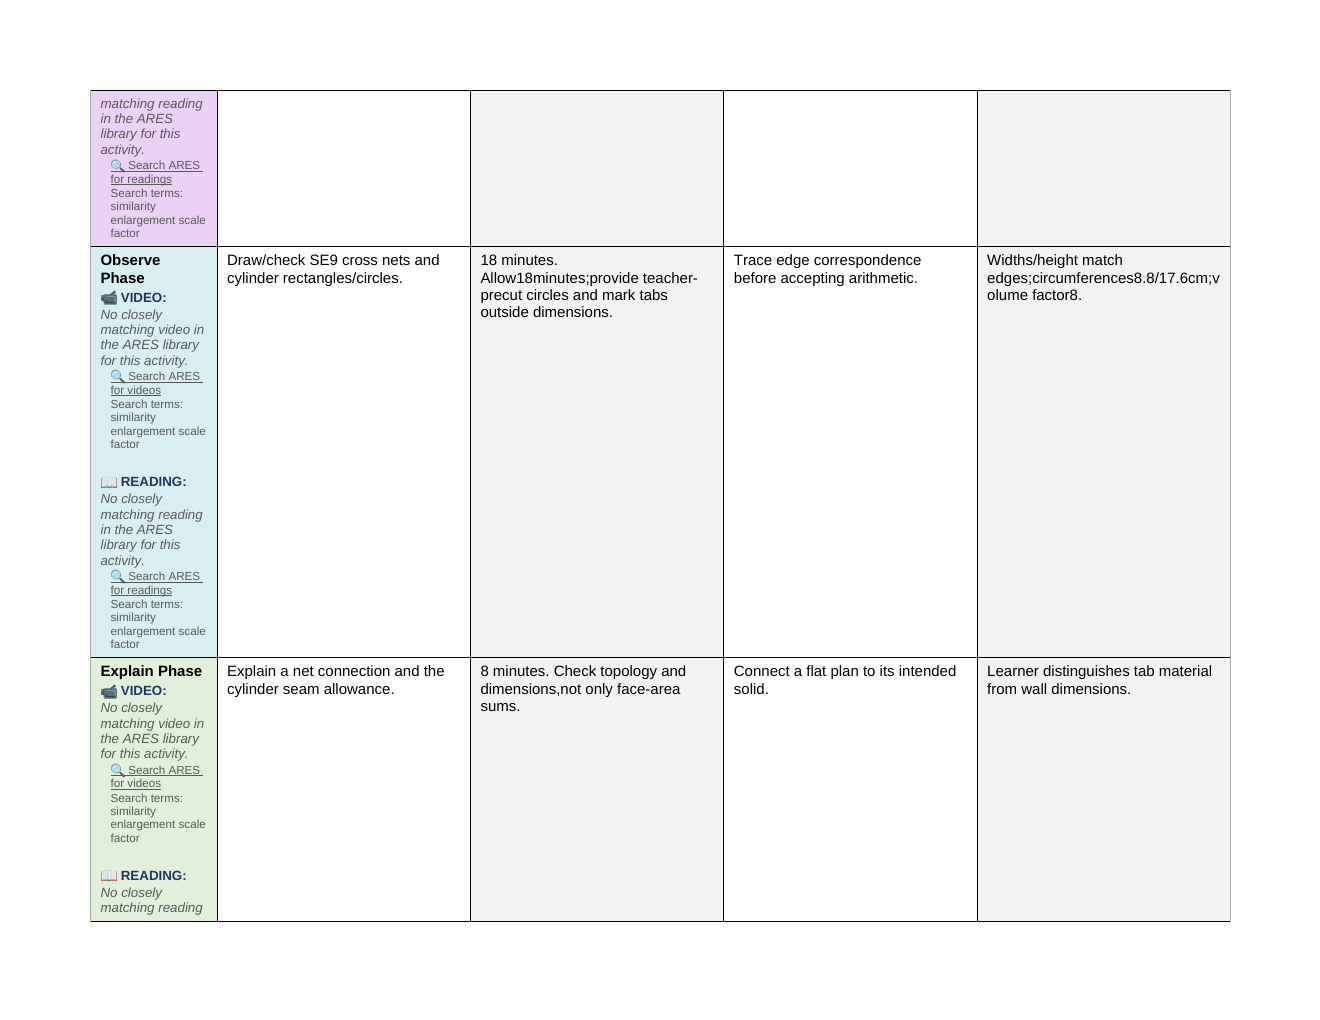 matching reading
in the ARES
library for this
activity.
🔍 Search ARES
for readings
Search terms:
similarity
enlargement scale
factor
Observe
Phase
📹 VIDEO:
No closely
matching video in
the ARES library
for this activity.
🔍 Search ARES
for videos
Search terms:
similarity
enlargement scale
factor
📖 READING:
No closely
matching reading
in the ARES
library for this
activity.
🔍 Search ARES
for readings
Search terms:
similarity
enlargement scale
factor
Draw/check SE9 cross nets and
cylinder rectangles/circles.
18 minutes.
Allow18minutes;provide teacher-
precut circles and mark tabs
outside dimensions.
Trace edge correspondence
before accepting arithmetic.
Widths/height match
edges;circumferences8.8/17.6cm;v
olume factor8.
Explain Phase
📹 VIDEO:
No closely
matching video in
the ARES library
for this activity.
🔍 Search ARES
for videos
Search terms:
similarity
enlargement scale
factor
📖 READING:
No closely
matching reading
Explain a net connection and the
cylinder seam allowance.
8 minutes. Check topology and
dimensions,not only face-area
sums.
Connect a flat plan to its intended
solid.
Learner distinguishes tab material
from wall dimensions.